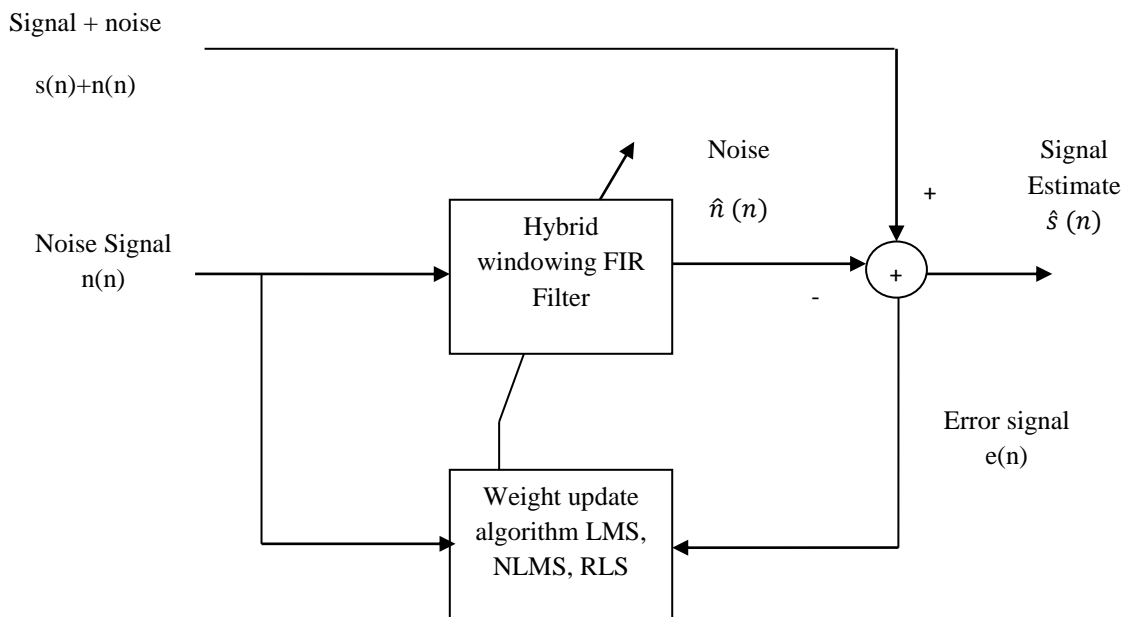 Signal + noise
s(n)+n(n)
Noise
n̂ (n)
Signal
Estimate
ŝ (n)
+
Noise Signal
n(n)
Hybrid
windowing FIR
Filter
+
-
Error signal
e(n)
Weight update
algorithm LMS,
NLMS, RLS